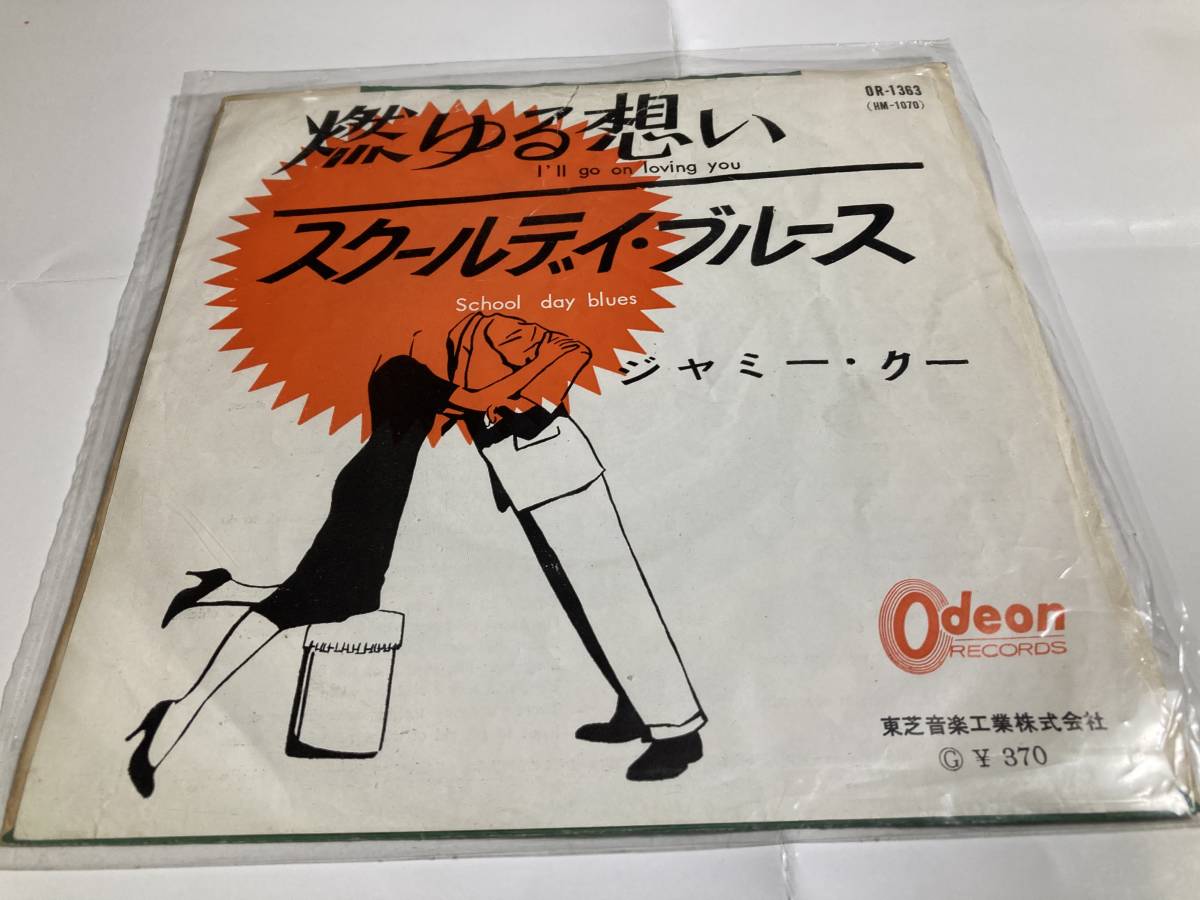 OR-1363
(HM-1070)
燃ゆる想い
I'll go on loving you
スクールデイ・ブルース
School day blues
ジャミー・クー
Odeon
RECORDS
東芝音楽工業株式会社
Ⓖ ¥ 370